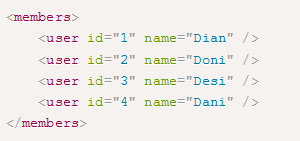 <members>
    <user id="1" name="Dian" />
    <user id="2" name="Doni" />
    <user id="3" name="Desi" />
    <user id="4" name="Dani" />
</members>